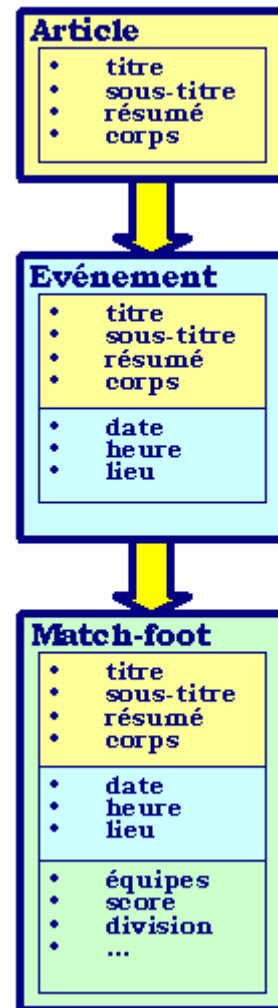 Article
• titre
• sous-titre
• résumé
• corps
Evénement
• titre
• sous-titre
• résumé
• corps
• date
• heure
• lieu
Match-foot
• titre
• sous-titre
• résumé
• corps
• date
• heure
• lieu
• équipes
• score
• division
• ...